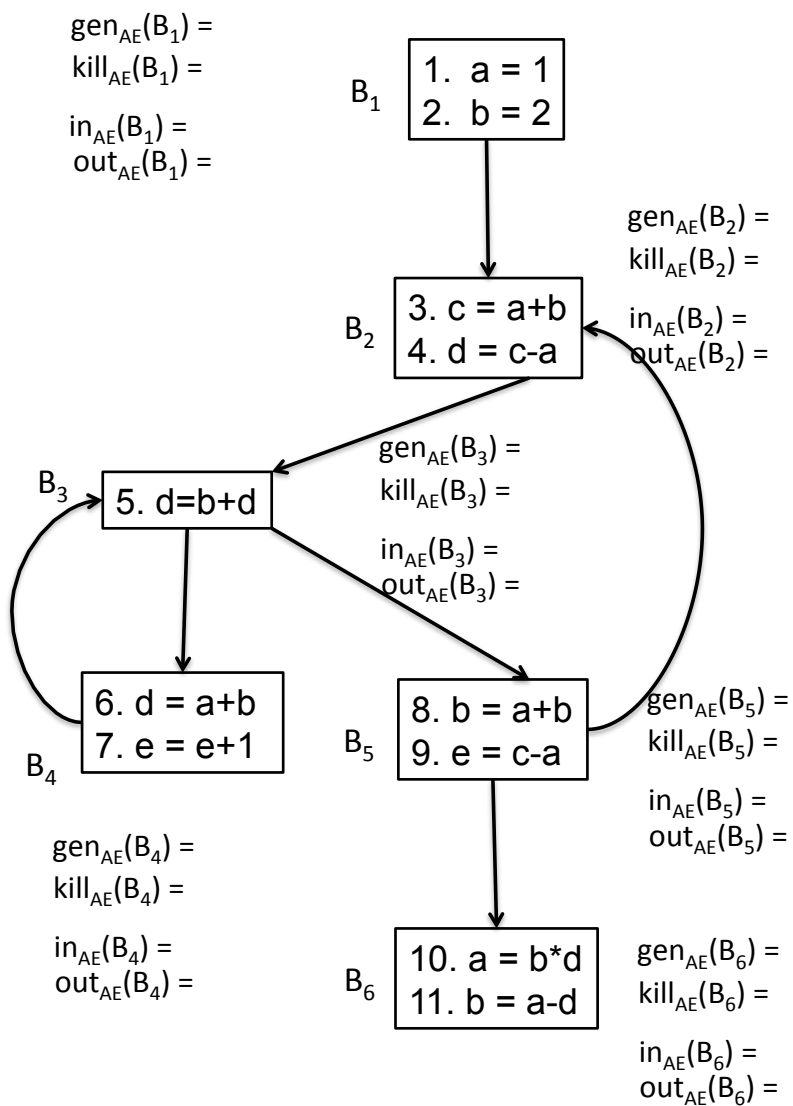 gen_AE(B_1) =
kill_AE(B_1) =
in_AE(B_1) =
out_AE(B_1) =
B_1
1. a = 1
2. b = 2
gen_AE(B_2) =
kill_AE(B_2) =
in_AE(B_2) =
out_AE(B_2) =
B_2
3. c = a+b
4. d = c-a
gen_AE(B_3) =
kill_AE(B_3) =
in_AE(B_3) =
out_AE(B_3) =
B_3
5. d=b+d
6. d = a+b
7. e = e+1
B_4
B_5
8. b = a+b
9. e = c-a
gen_AE(B_5) =
kill_AE(B_5) =
in_AE(B_5) =
out_AE(B_5) =
gen_AE(B_4) =
kill_AE(B_4) =
in_AE(B_4) =
out_AE(B_4) =
B_6
10. a = b*d
11. b = a-d
gen_AE(B_6) =
kill_AE(B_6) =
in_AE(B_6) =
out_AE(B_6) =